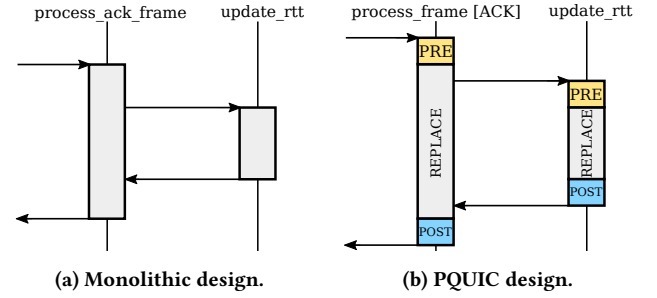 process_ack_frame update_rtt
process_frame [ACK] update_rtt
PRE
PRE
REPLACE
REPLACE
POST
POST
(a) Monolithic design.
(b) PQUIC design.